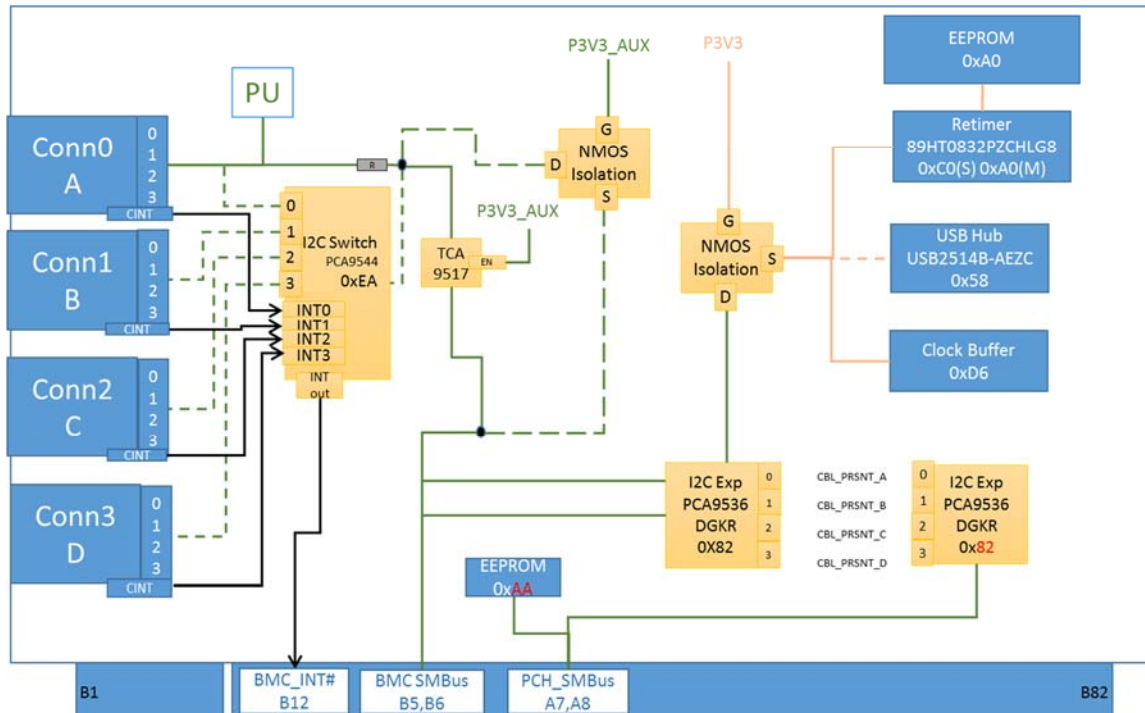 P3V3_AUX
P3V3
EEPROM
0xA0
PU
Retimer
89HT0832PZCHLG8
0xC0(S) 0xA0(M)
G
NMOS
Isolation
D
S
Conn0
A
0
1
2
3
CINT
R
I2C Switch
PCA9544
0xEA
0
1
2
3
INT0
INT1
INT2
INT3
INT
out
P3V3_AUX
TCA
9517
EN
G
NMOS
Isolation
S
D
USB Hub
USB2514B-AEZC
0x58
Clock Buffer
0xD6
Conn1
B
0
1
2
3
CINT
Conn2
C
0
1
2
3
CINT
Conn3
D
0
1
2
3
CINT
I2C Exp
PCA9536
DGKR
0X82
0
1
2
3
CBL_PRSNT_A
CBL_PRSNT_B
CBL_PRSNT_C
CBL_PRSNT_D
0
1
2
3
I2C Exp
PCA9536
DGKR
0x82
EEPROM
0xAA
B1
BMC_INT#
B12
BMC SMBus
B5,B6
PCH_SMBus
A7,A8
B82